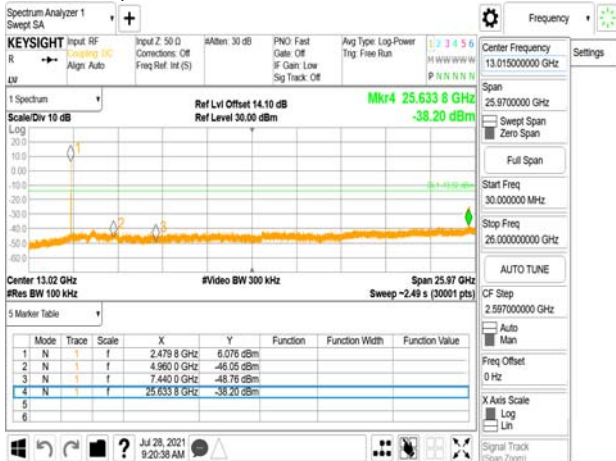 Spectrum Analyzer 1
Swept SA
+
Frequency
KEYSIGHT
R
Input: RF
Coupling: DC
Align: Auto
Input Z: 50 Ω
Corrections: Off
Freq Ref: Int (S)
#Atten: 30 dB
PNO: Fast
Gate: Off
IF Gain: Low
Sig Track: Off
Avg Type: Log-Power
Trig: Free Run
1 2 3 4 5 6
M W W W W W
P N N N N N
1 Spectrum
Scale/Div 10 dB
Ref Lvl Offset 14.10 dB
Ref Level 30.00 dBm
Mkr4 25.633 8 GHz
-38.20 dBm
Log
20.0
10.0
0.00
-10.0
-20.0
-30.0
-40.0
-50.0
-60.0
1
2
3
Center 13.02 GHz
#Res BW 100 kHz
#Video BW 300 kHz
Span 25.97 GHz
Sweep ~2.49 s (30001 pts)
5 Marker Table
Mode Trace Scale X Y Function Function Width Function Value
1 N 1 f 2.479 8 GHz 6.076 dBm
2 N 1 f 4.960 0 GHz -46.05 dBm
3 N 1 f 7.440 0 GHz -48.76 dBm
4 N 1 f 25.633 8 GHz -38.20 dBm
5
6
?
Jul 28, 2021
9:20:38 AM
Center Frequency
13.015000000 GHz
Settings
Span
25.9700000 GHz
Swept Span
Zero Span
Full Span
Start Freq
30.000000 MHz
Stop Freq
26.000000000 GHz
AUTO TUNE
CF Step
2.597000000 GHz
Auto
Man
Freq Offset
0 Hz
X Axis Scale
Log
Lin
Signal Track
(Span Zoom)